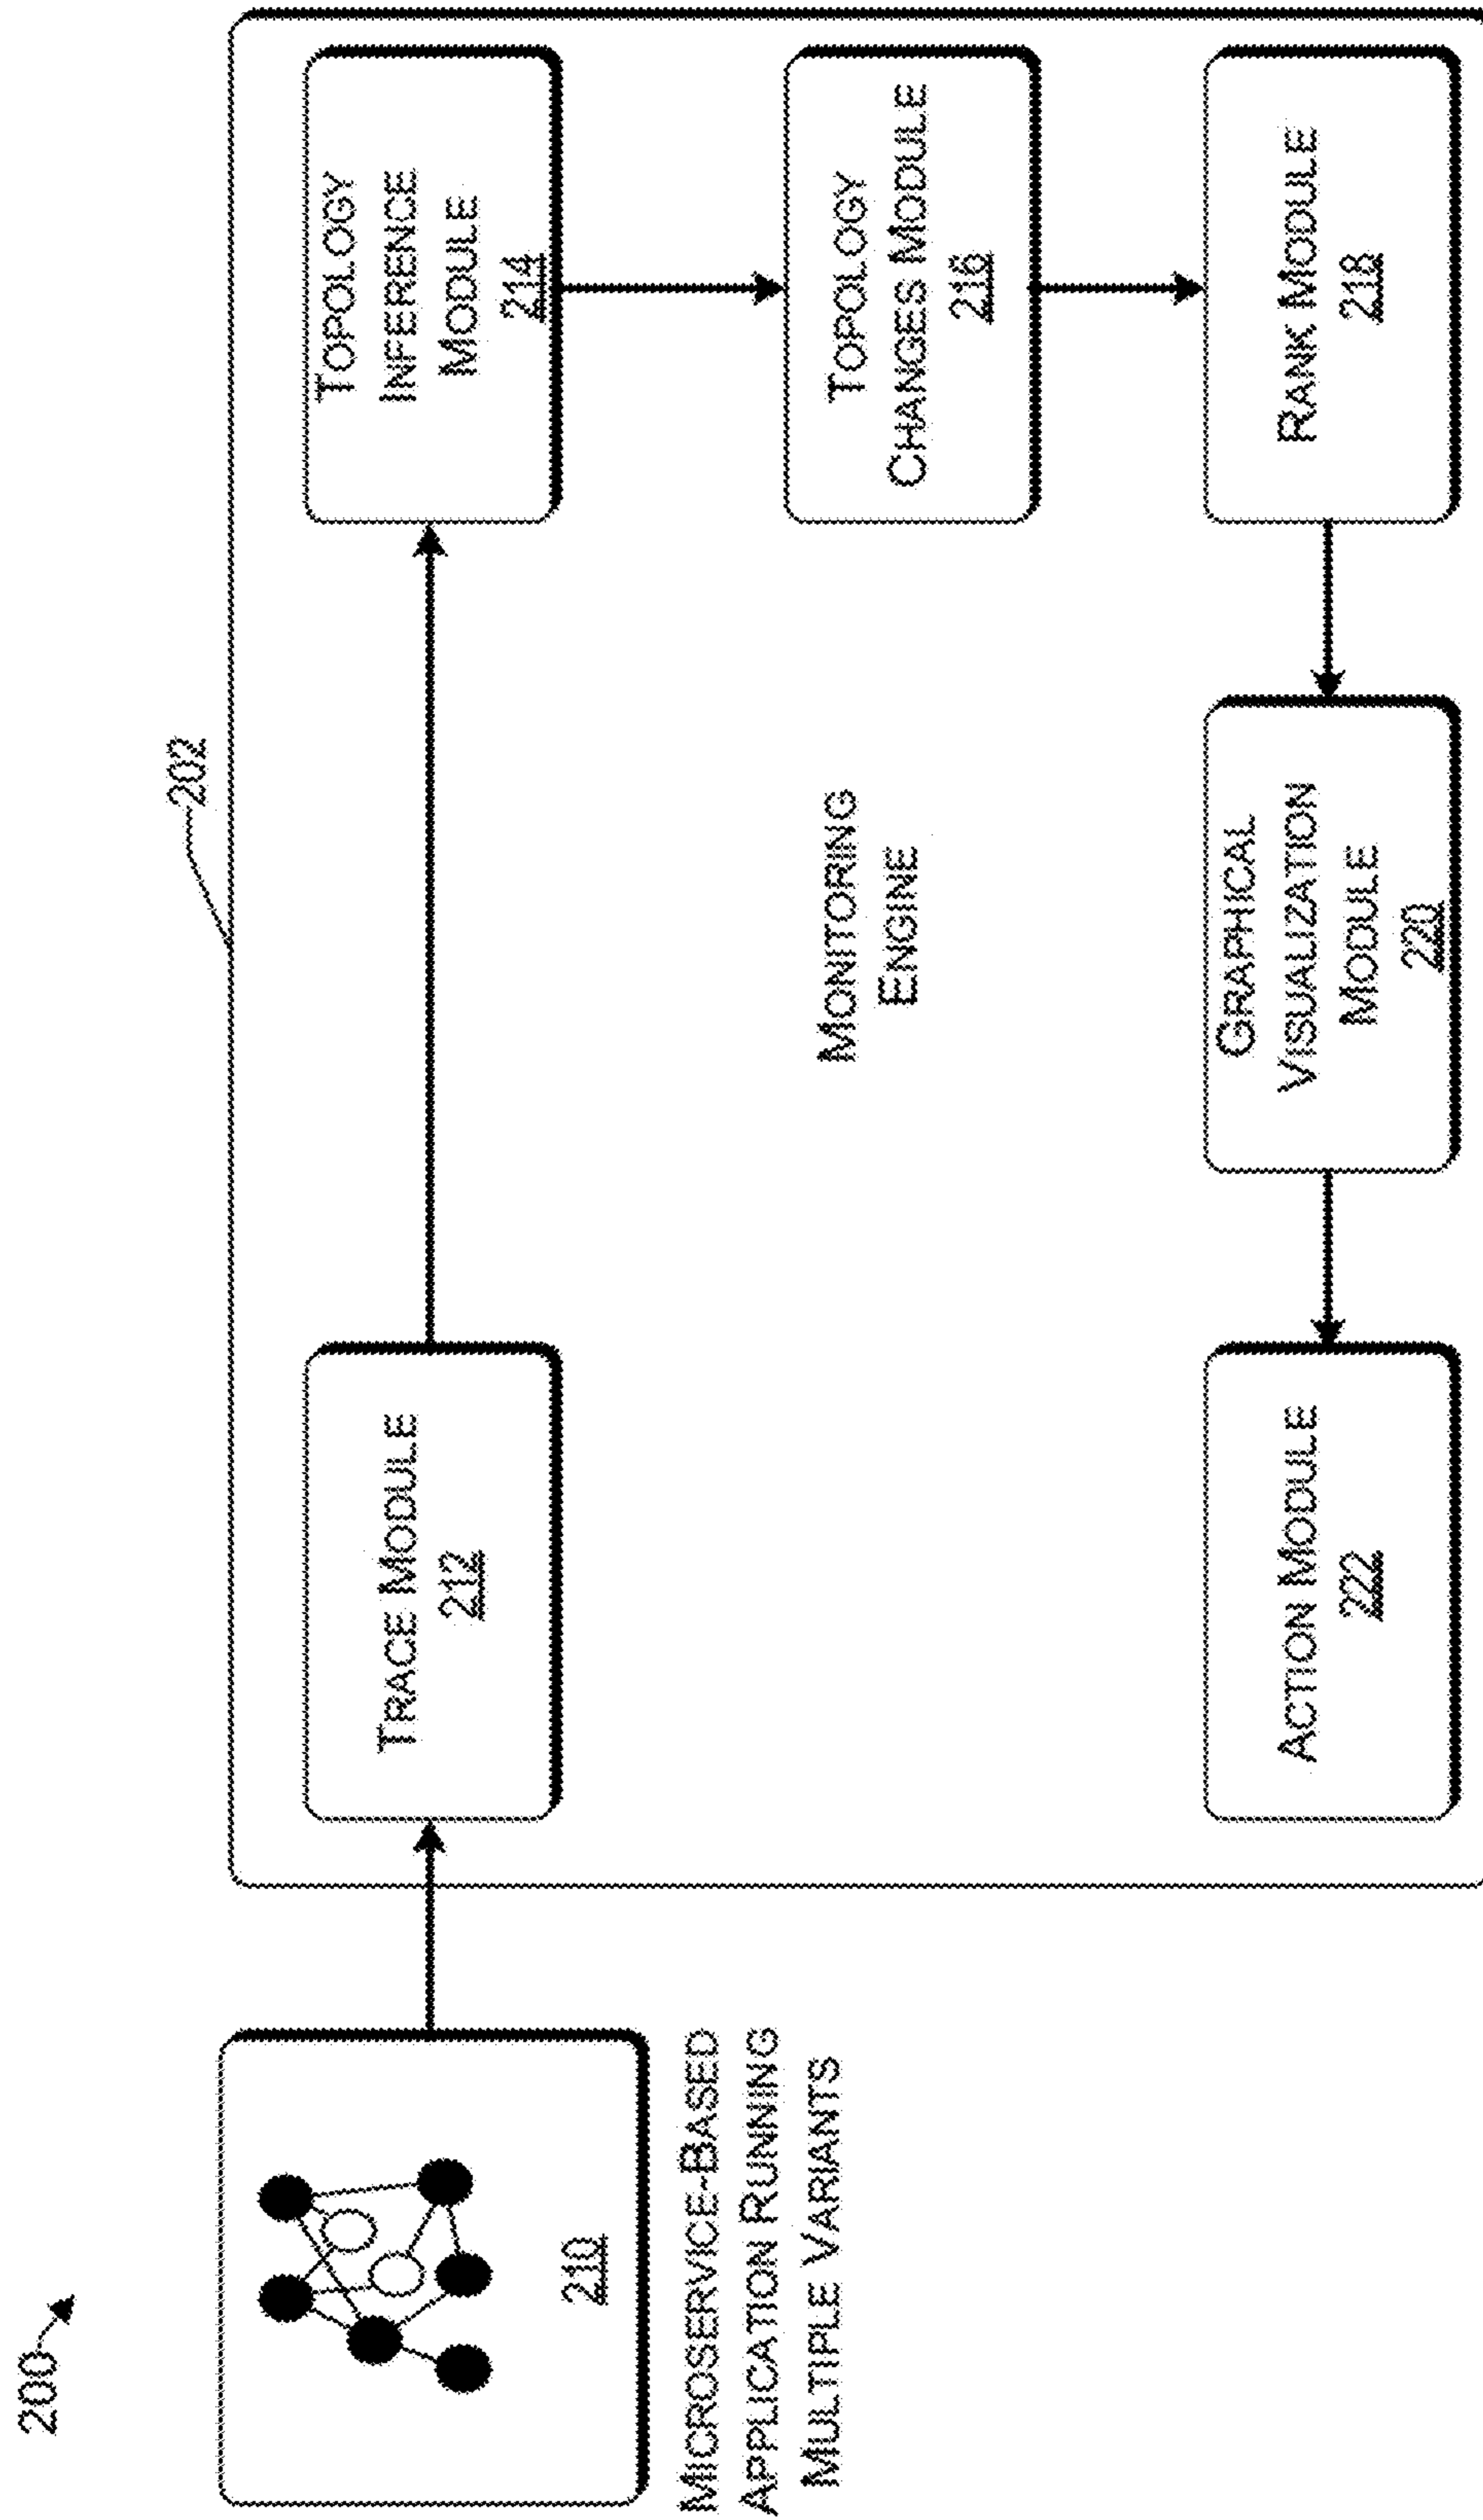 200
202
210
MICROSERVICE-BASED
APPLICATION RUNNING
MULTIPLE VARIANTS
TRACE MODULE
212
TOPOLOGY
INFERENCE
MODULE
214
MONITORING
ENGINE
TOPOLOGY
CHANGES MODULE
216
ACTION MODULE
222
GRAPHICAL
VISUALIZATION
MODULE
220
RANK MODULE
218